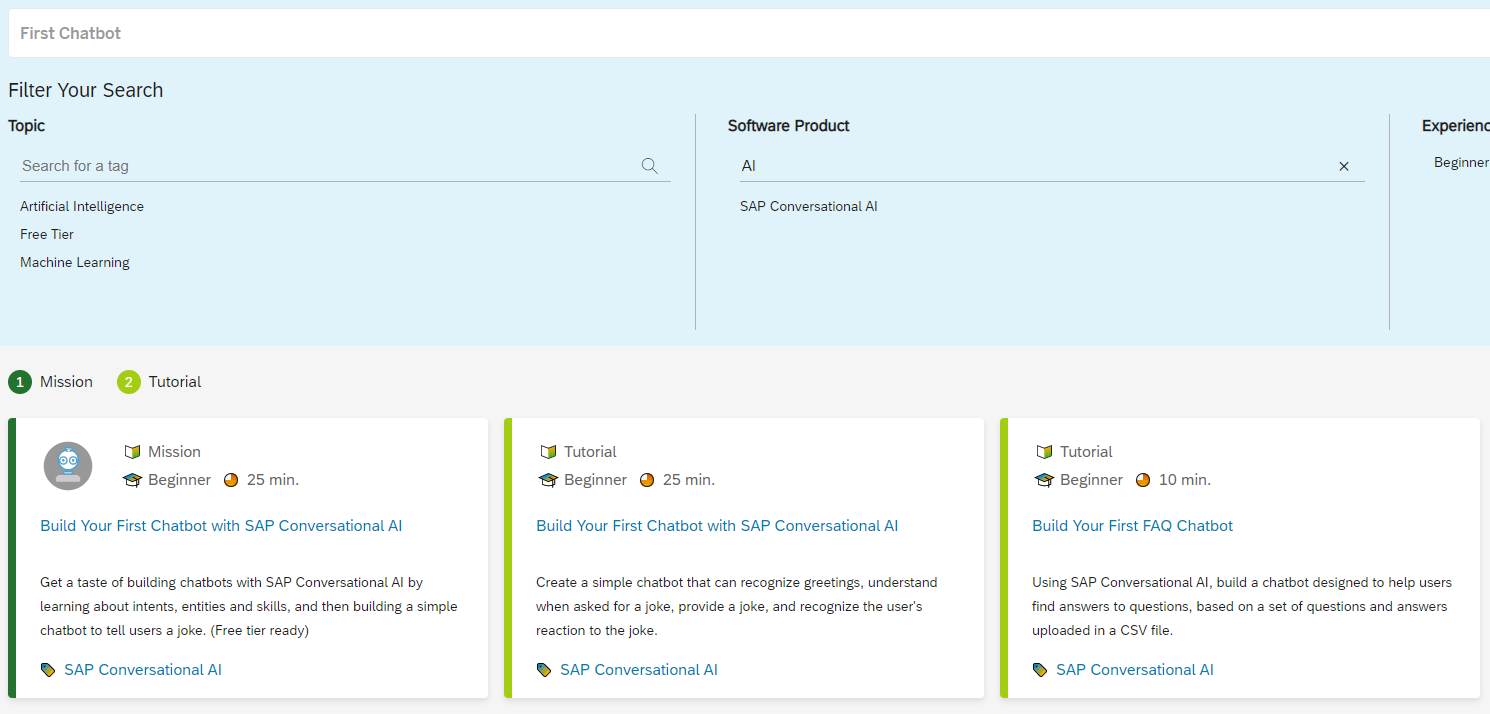 First Chatbot
Filter Your Search
Topic
Search for a tag
Artificial Intelligence
Free Tier
Machine Learning
Software Product
AI
SAP Conversational AI
Experienc
Beginner
1 Mission 2 Tutorial
Mission
Beginner 25 min.
Build Your First Chatbot with SAP Conversational AI
Get a taste of building chatbots with SAP Conversational AI by
learning about intents, entities and skills, and then building a simple
chatbot to tell users a joke. (Free tier ready)
SAP Conversational AI
Tutorial
Beginner 25 min.
Build Your First Chatbot with SAP Conversational AI
Create a simple chatbot that can recognize greetings, understand
when asked for a joke, provide a joke, and recognize the user's
reaction to the joke.
SAP Conversational AI
Tutorial
Beginner 10 min.
Build Your First FAQ Chatbot
Using SAP Conversational AI, build a chatbot designed to help users
find answers to questions, based on a set of questions and answers
uploaded in a CSV file.
SAP Conversational AI